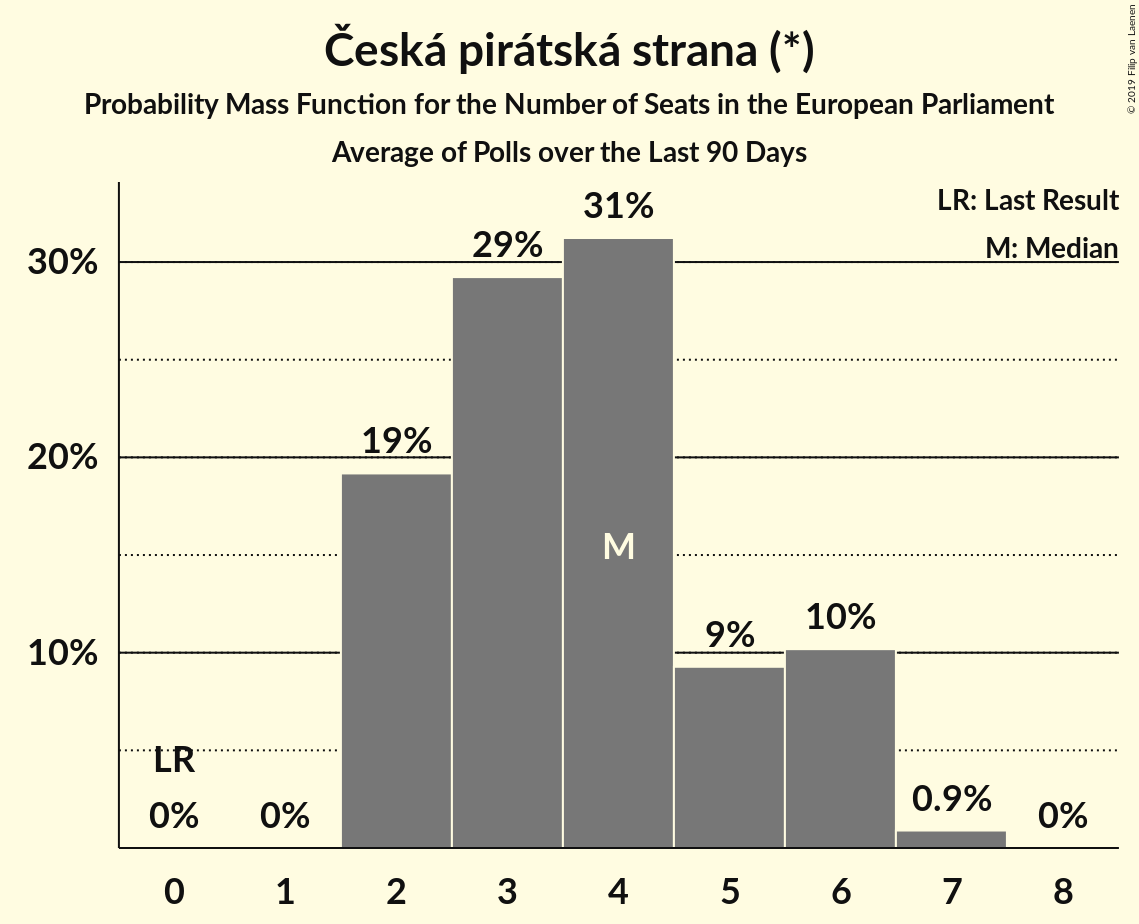 Česká pirátská strana (*)
Probability Mass Function for the Number of Seats in the European Parliament
Average of Polls over the Last 90 Days
© 2019 Filip van Laenen
LR: Last Result
M: Median
30%
20%
10%
LR
0%
0%
19%
29%
31%
M
9%
10%
0.9%
0%
0
1
2
3
4
5
6
7
8